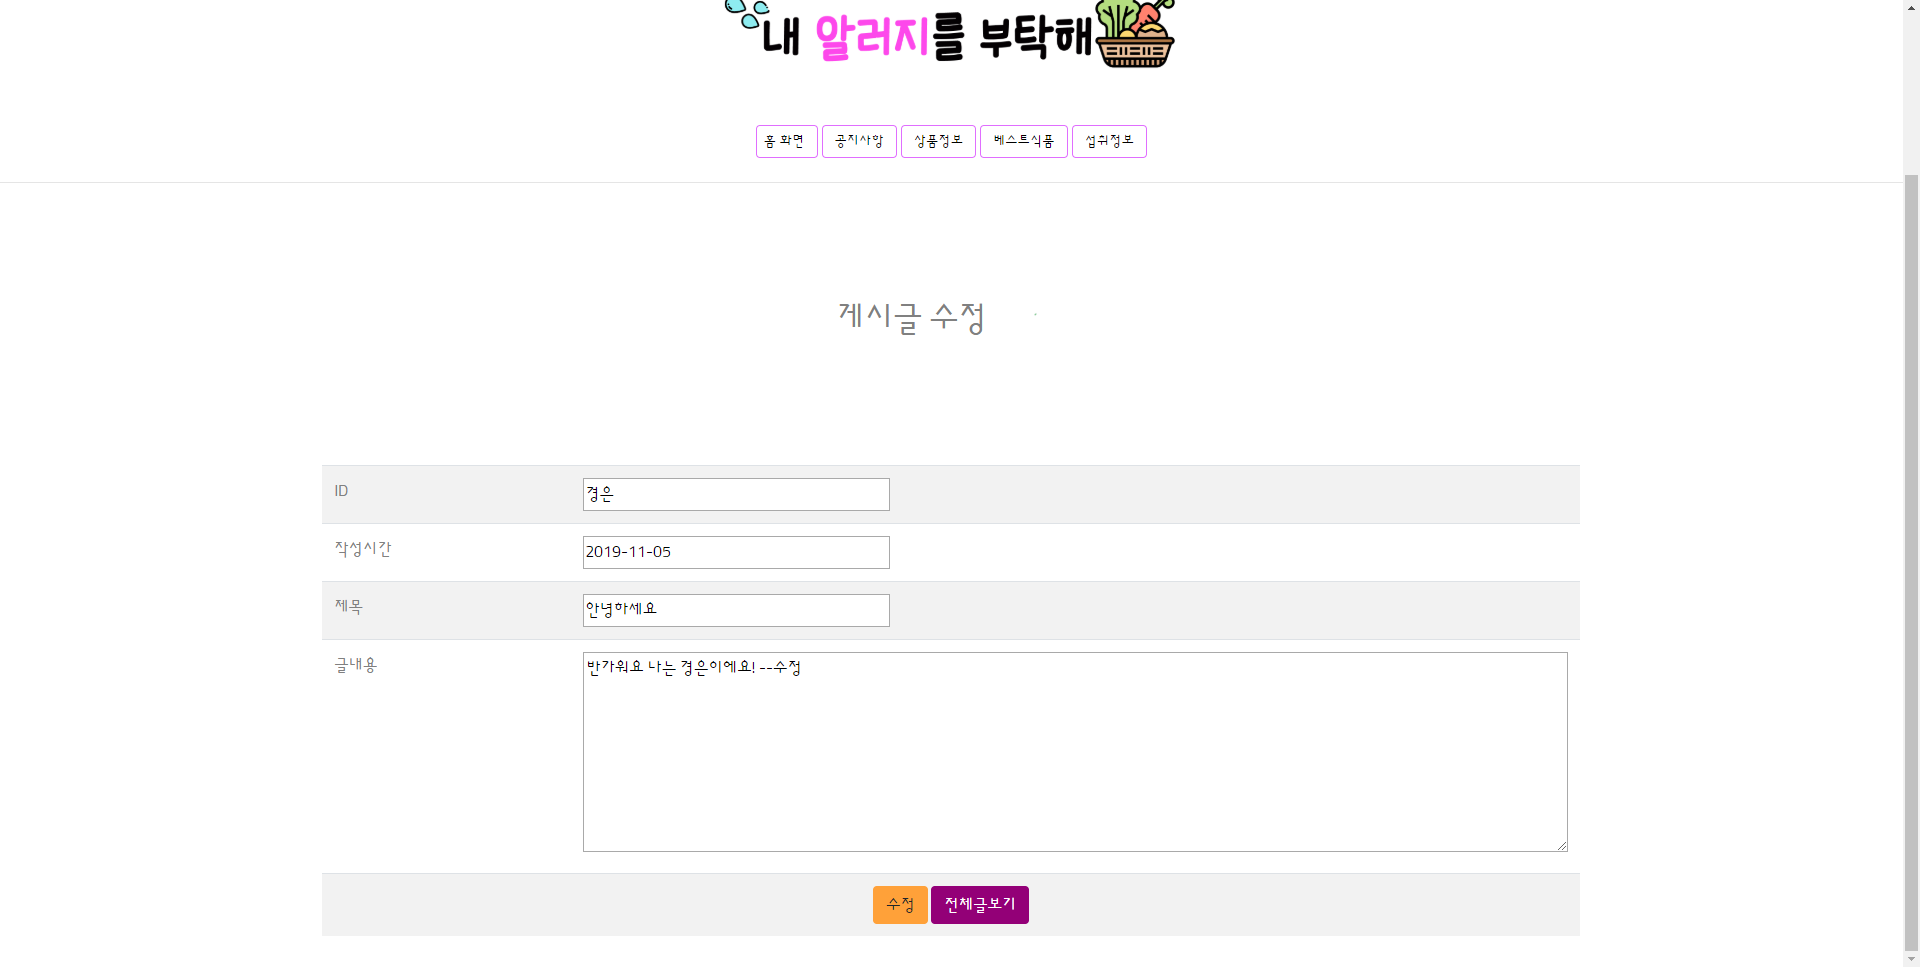 내 알러지를 부탁해
홈 화면 공지사항 상품정보 베스트식품 섭취정보
게시글 수정
ID 경은
작성시간 2019-11-05
제목 안녕하세요
글내용 반가워요 나는 경은이에요! --수정
수정 전체글보기